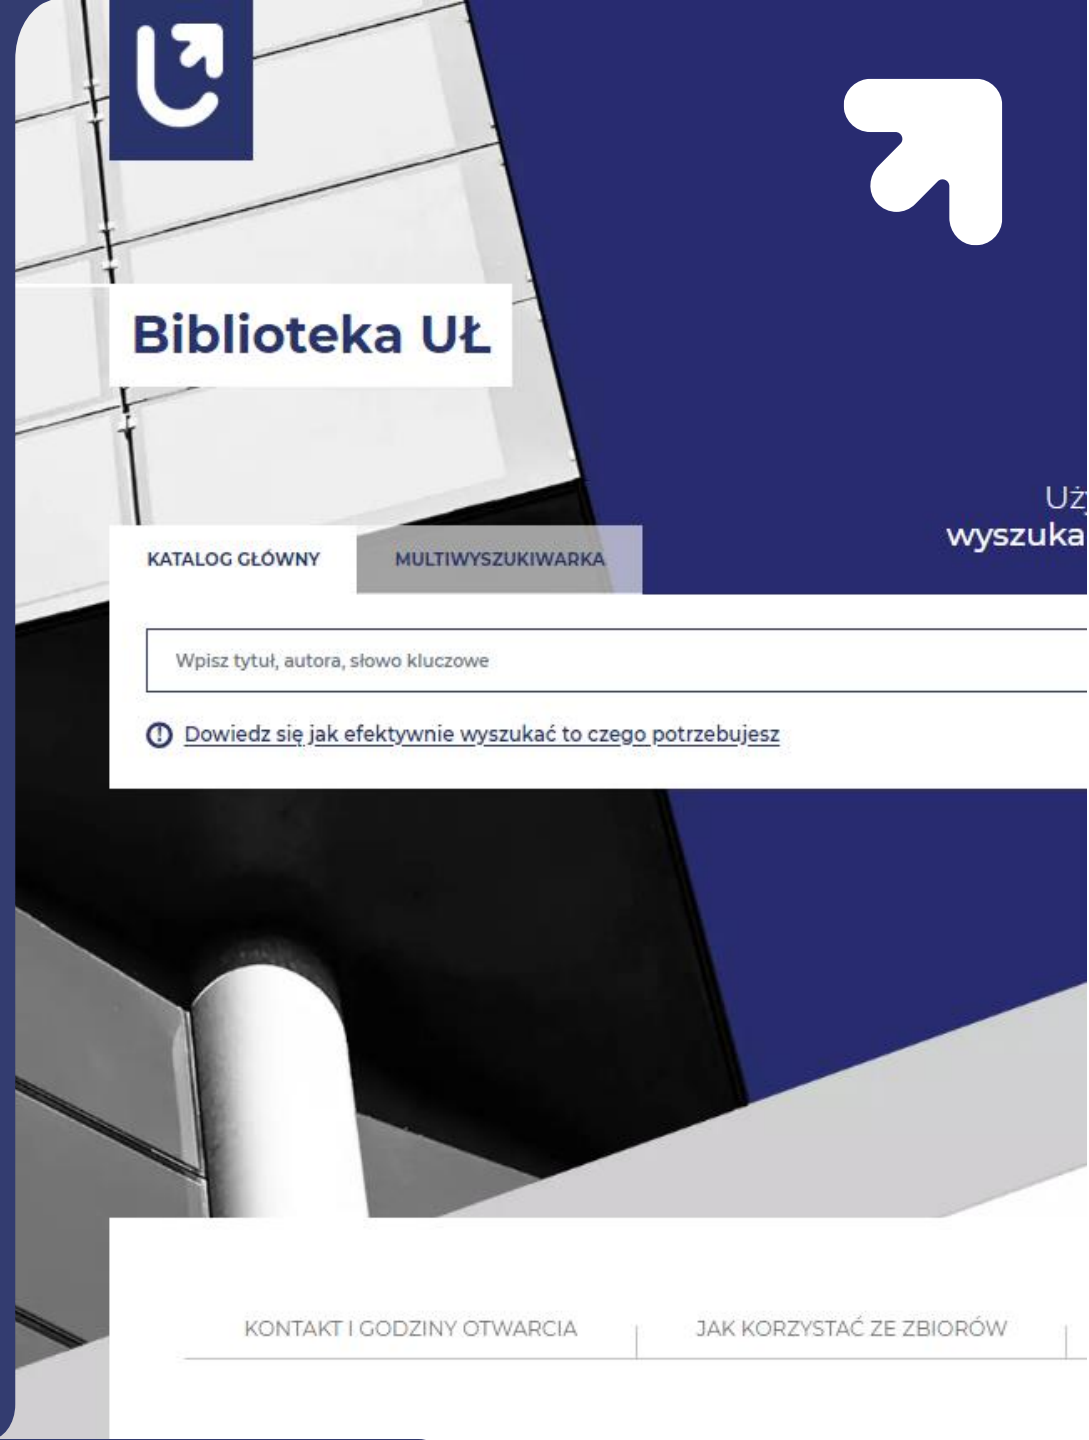 Biblioteka UŁ
wyszuka
KATALOG GŁÓWNY
MULTIWYSZUKIWARKA
Wpisz tytuł, autora, słowo kluczowe
Dowiedz się jak efektywnie wyszukać to czego potrzebujesz
KONTAKT I GODZINY OTWARCIA
JAK KORZYSTAĆ ZE ZBIORÓW